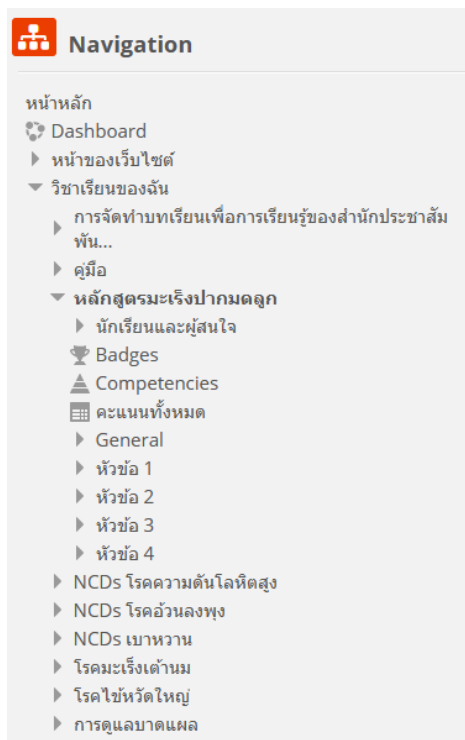 Navigation
หน้าหลัก
Dashboard
หน้าของเว็บไซต์
วิชาเรียนของฉัน
การจัดทำบทเรียนเพื่อการเรียนรู้ของสำนักประชาสัม
พัน...
คู่มือ
หลักสูตรมะเร็งปากมดลูก
นักเรียนและผู้สนใจ
Badges
Competencies
คะแนนทั้งหมด
General
หัวข้อ 1
หัวข้อ 2
หัวข้อ 3
หัวข้อ 4
NCDs โรคความดันโลหิตสูง
NCDs โรคอ้วนลงพุง
NCDs เบาหวาน
โรคมะเร็งเต้านม
โรคไข้หวัดใหญ่
การดูแลบาดแผล